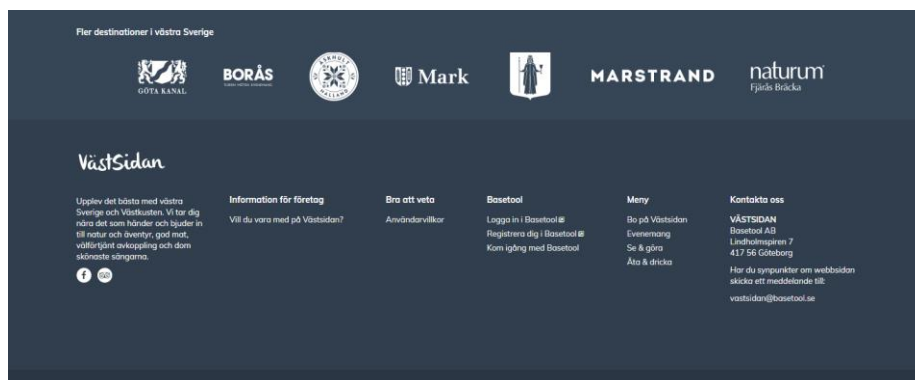 Fler destinationer i västra Sverige
GÖTA KANAL
BORÅS
ÄSKHULT
HALLAND
Mark
MARSTRAND
naturum
Fjärås Bräcka
VästSidan
Upplev det bästa med västra
Sverige och Västkusten. Vi tar dig
nära det som händer och bjuder in
till natur och äventyr, god mat,
välförtjänt avkoppling och dom
skönaste sängarna.
Information för företag
Vill du vara med på Västsidan?
Bra att veta
Användarvillkor
Basetool
Logga in i Basetool
Registrera dig i Basetool
Kom igång med Basetool
Meny
Bo på Västsidan
Evenemang
Se & göra
Äta & dricka
Kontakta oss
VÄSTSIDAN
Basetool AB
Lindholmspiren 7
417 56 Göteborg
Har du synpunkter om webbsidan
skicka ett meddelande till:
vastsidan@basetool.se